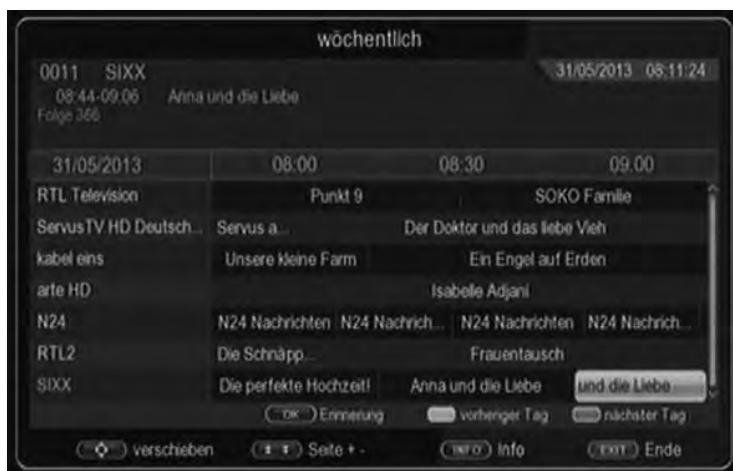 wöchentlich
0011 SIXX
31/05/2013 08:11:24
08:44-09:06 Anna und die Liebe
Folge 366
31/05/2013 08:00 08:30 09.00
RTL Television Punkt 9 SOKO Familie
ServusTV HD Deutsch... Servus a... Der Doktor und das liebe Vieh
kabel eins Unsere kleine Farm Ein Engel auf Erden
arte HD Isabelle Adjani
N24 N24 Nachrichten N24 Nachrich... N24 Nachrichten N24 Nachrich...
RTL2 Die Schnäpp... Frauentausch
SIXX Die perfekte Hochzeit! Anna und die Liebe und die Liebe
OK Erinnerung vorheriger Tag nächster Tag
verschieben Seite + - INFO Info EXIT Ende